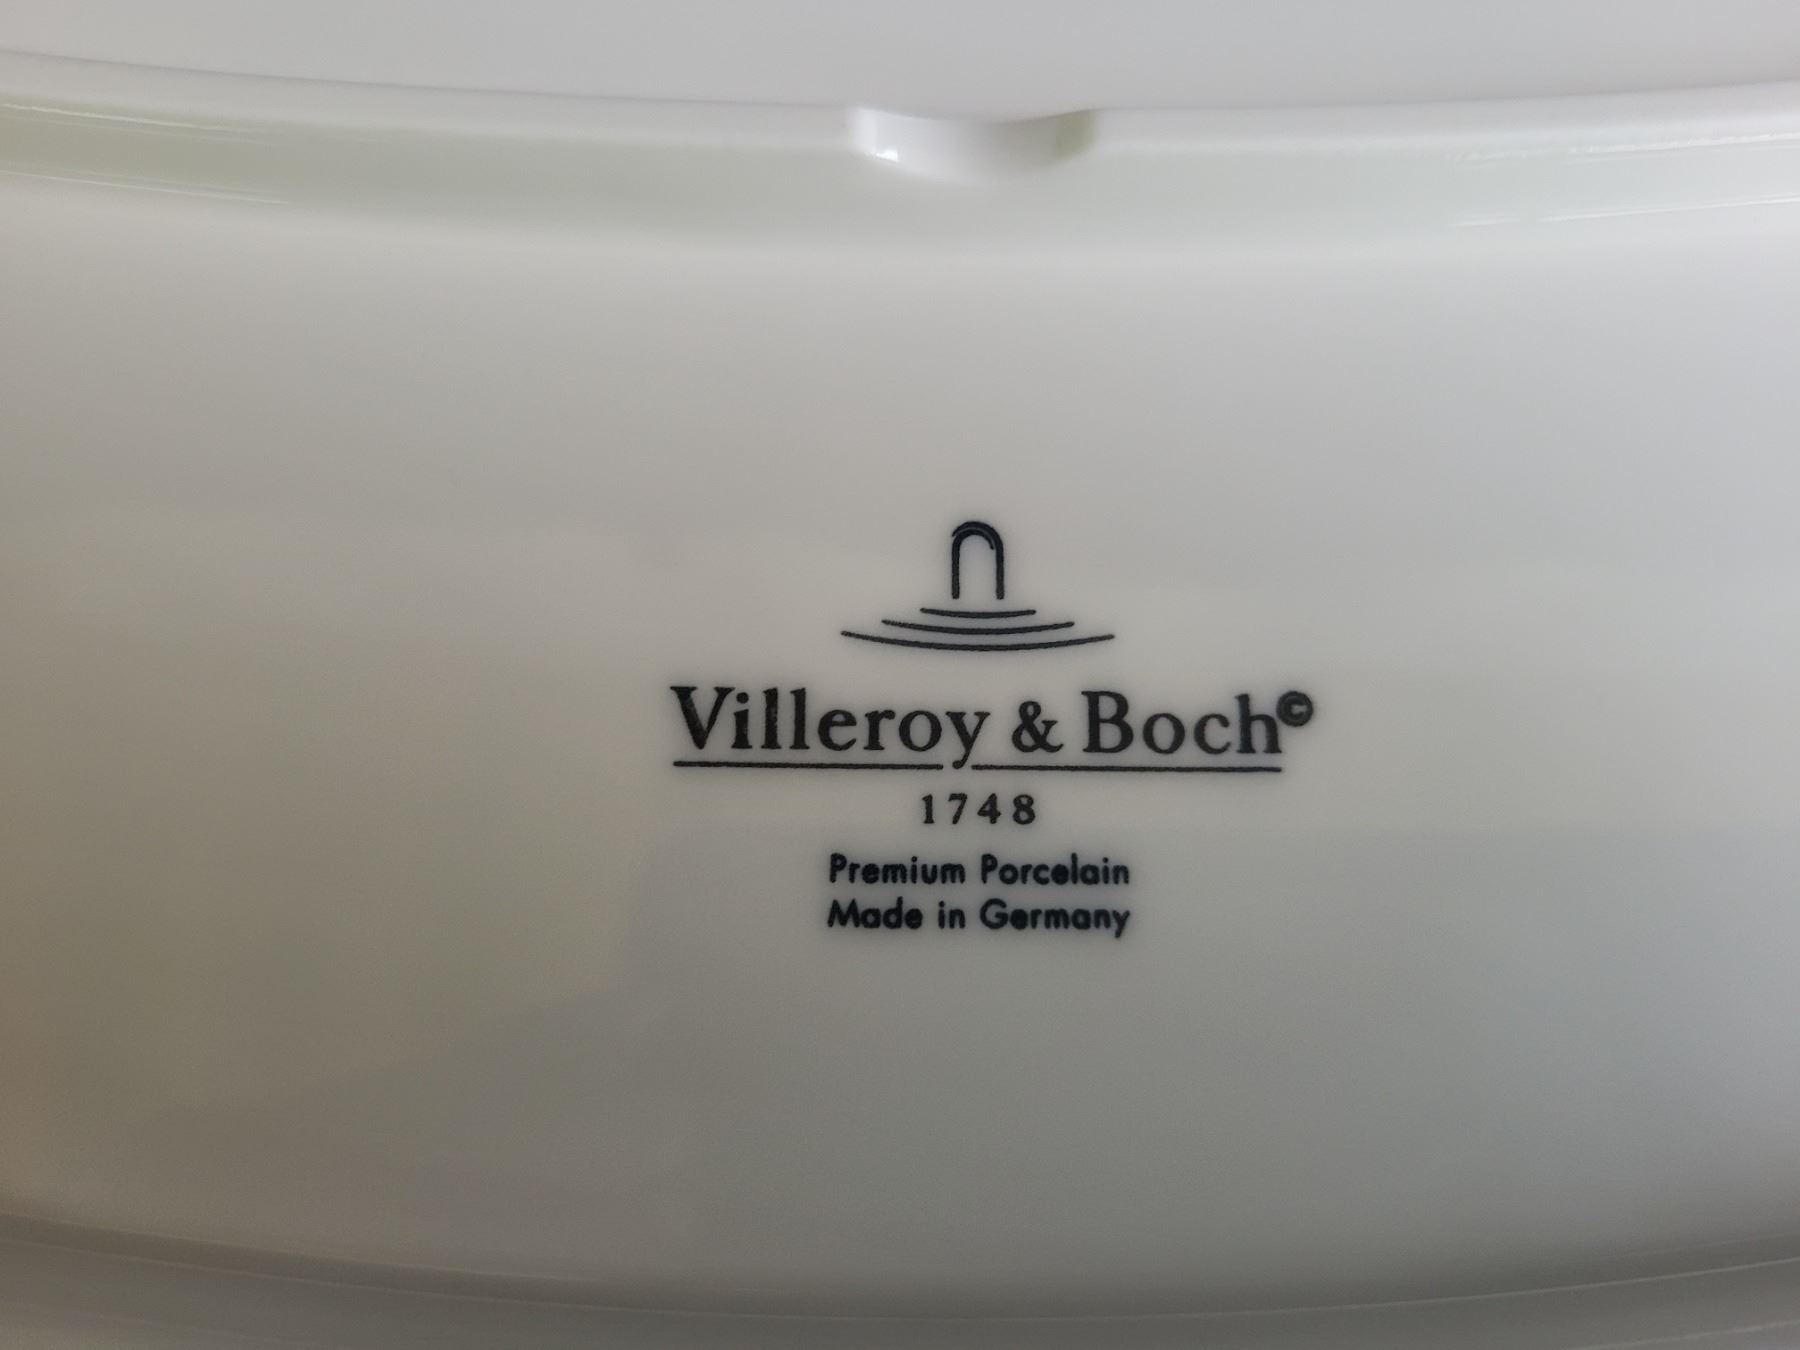 Villeroy & Boch©
1748
Premium Porcelain
Made in Germany